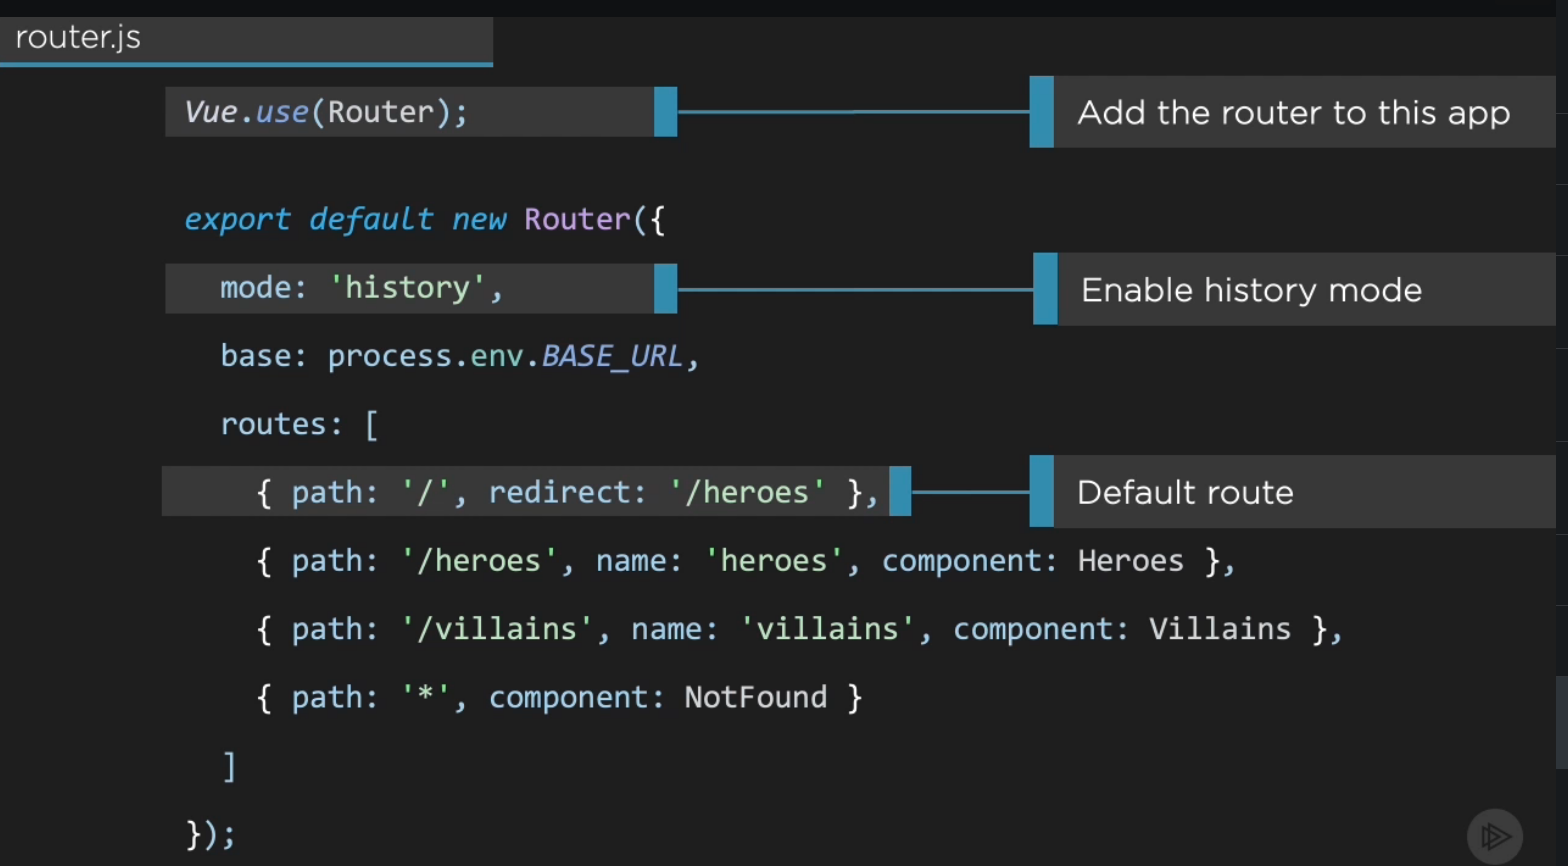 router.js
Vue.use(Router);
Add the router to this app
export default new Router({
mode: 'history',
Enable history mode
base: process.env.BASE_URL,
routes: [
{ path: '/', redirect: '/heroes' },
Default route
{ path: '/heroes', name: 'heroes', component: Heroes },
{ path: '/villains', name: 'villains', component: Villains },
{ path: '*', component: NotFound }
]
});